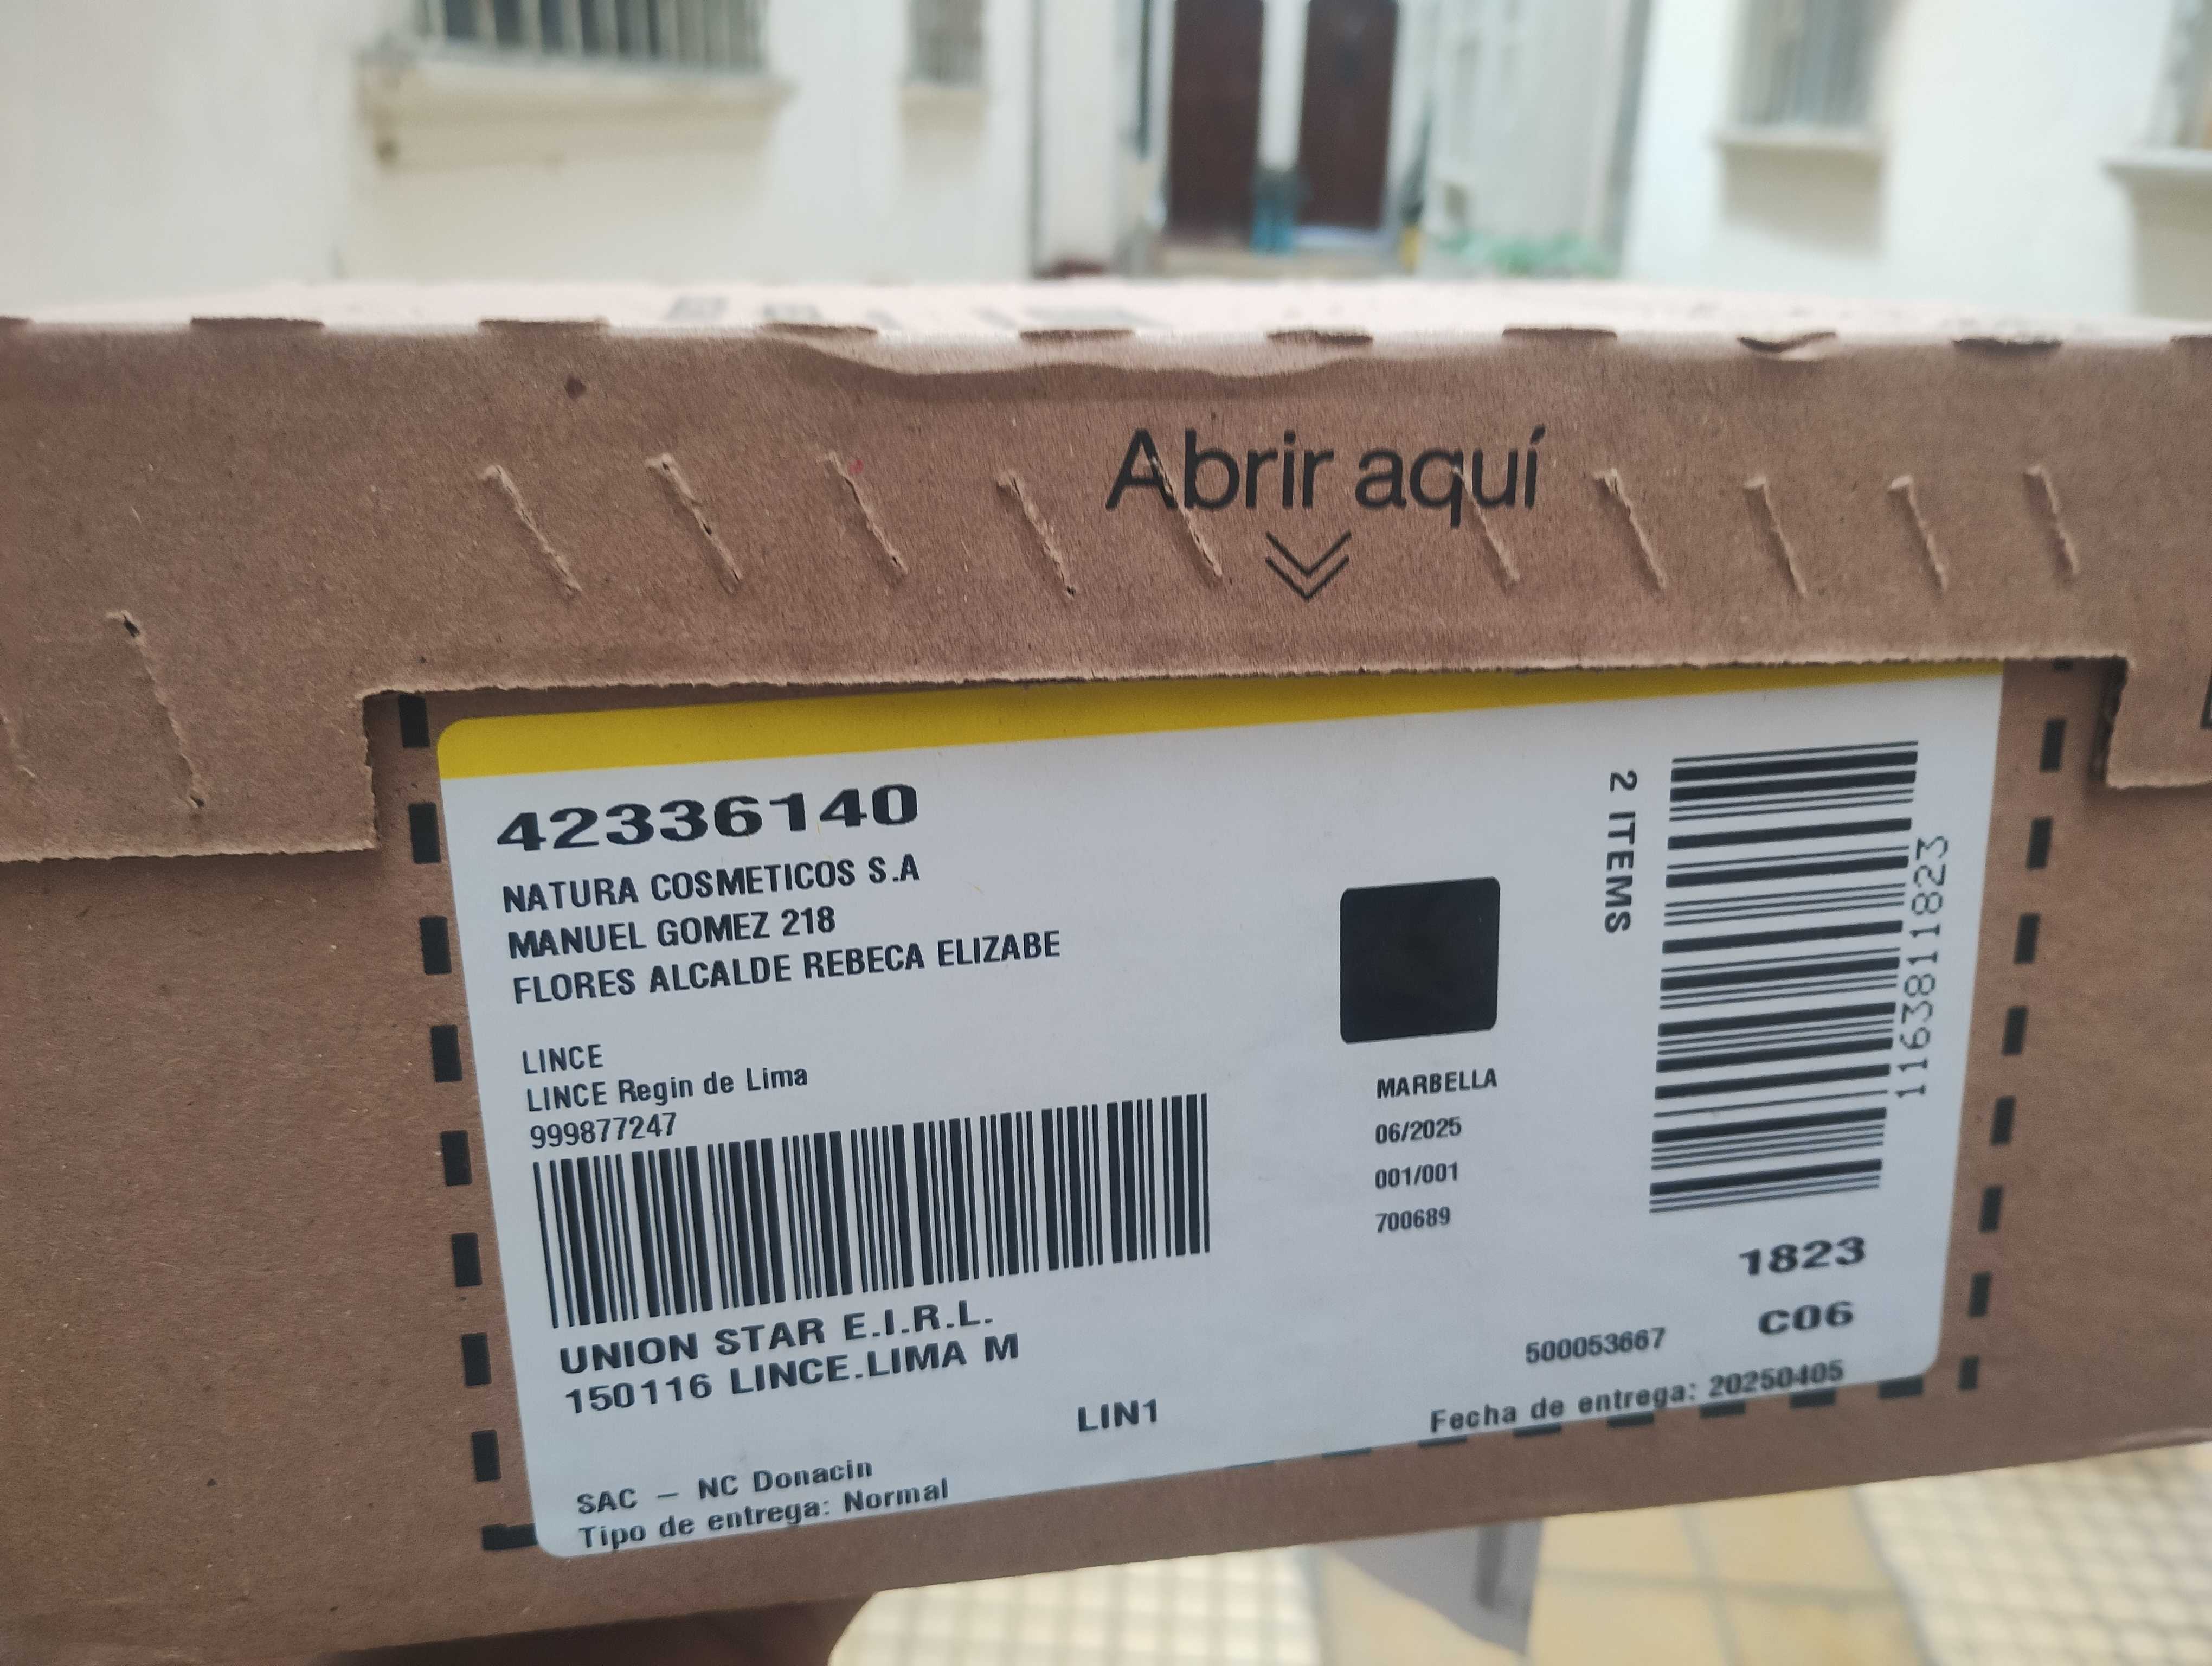 Abrir aquí
42336140
NATURA COSMETICOS S.A
MANUEL GOMEZ 218
FLORES ALCALDE REBECA ELIZABE
LINCE
LINCE Regin de Lima
999877247
UNION STAR E.I.R.L.
150116 LINCE.LIMA M
LIN1
SAC – NC Donacin
Tipo de entrega: Normal
MARBELLA
06/2025
001/001
700689
2 ITEMS
1163811823
1823
C06
500053667
Fecha de entrega: 20250405